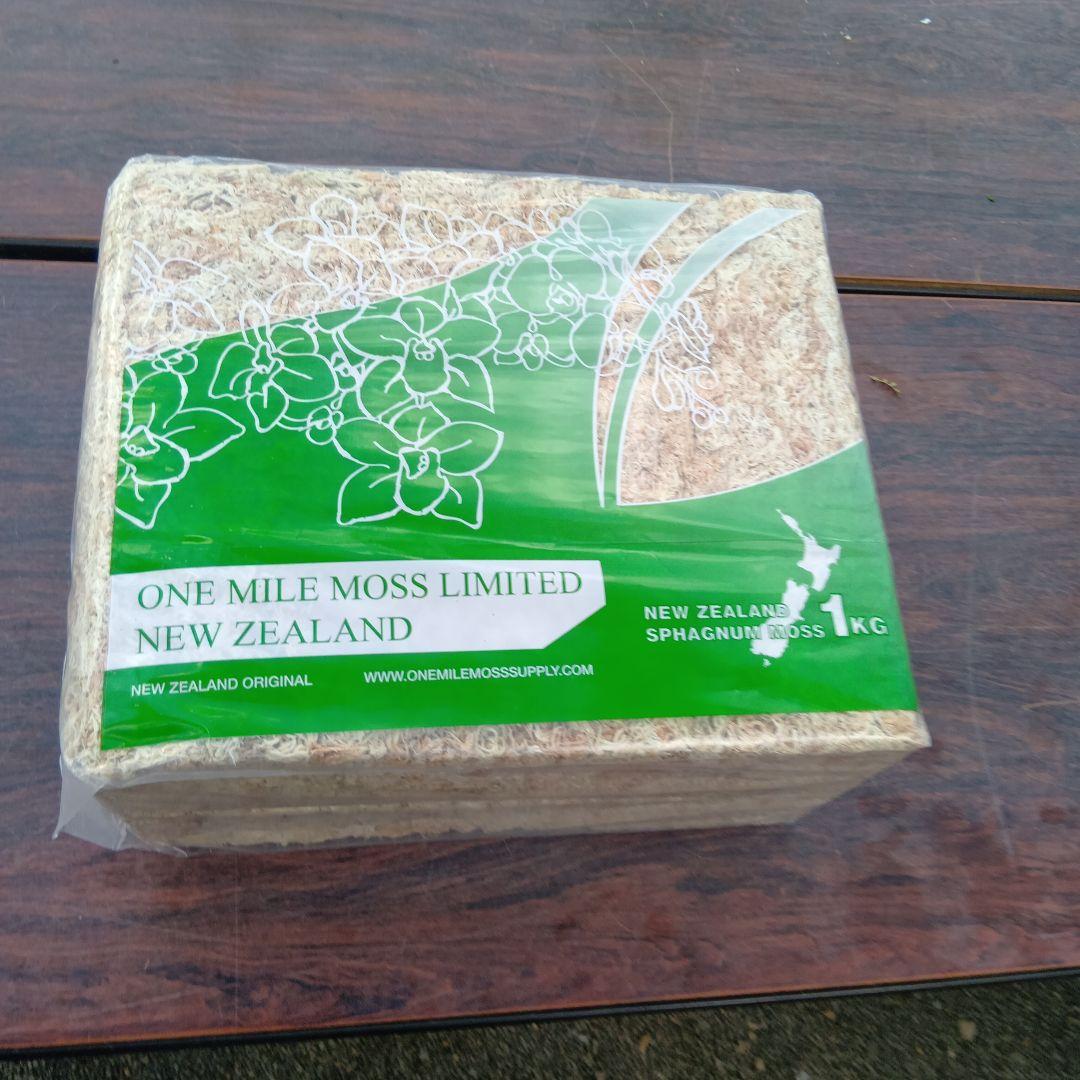 ONE MILE MOSS LIMITED
NEW ZEALAND
NEW ZEALAND ORIGINAL
WWW.ONEMILEMOSSSUPPLY.COM
NEW ZEALAND
SPHAGNUM MOSS 1KG